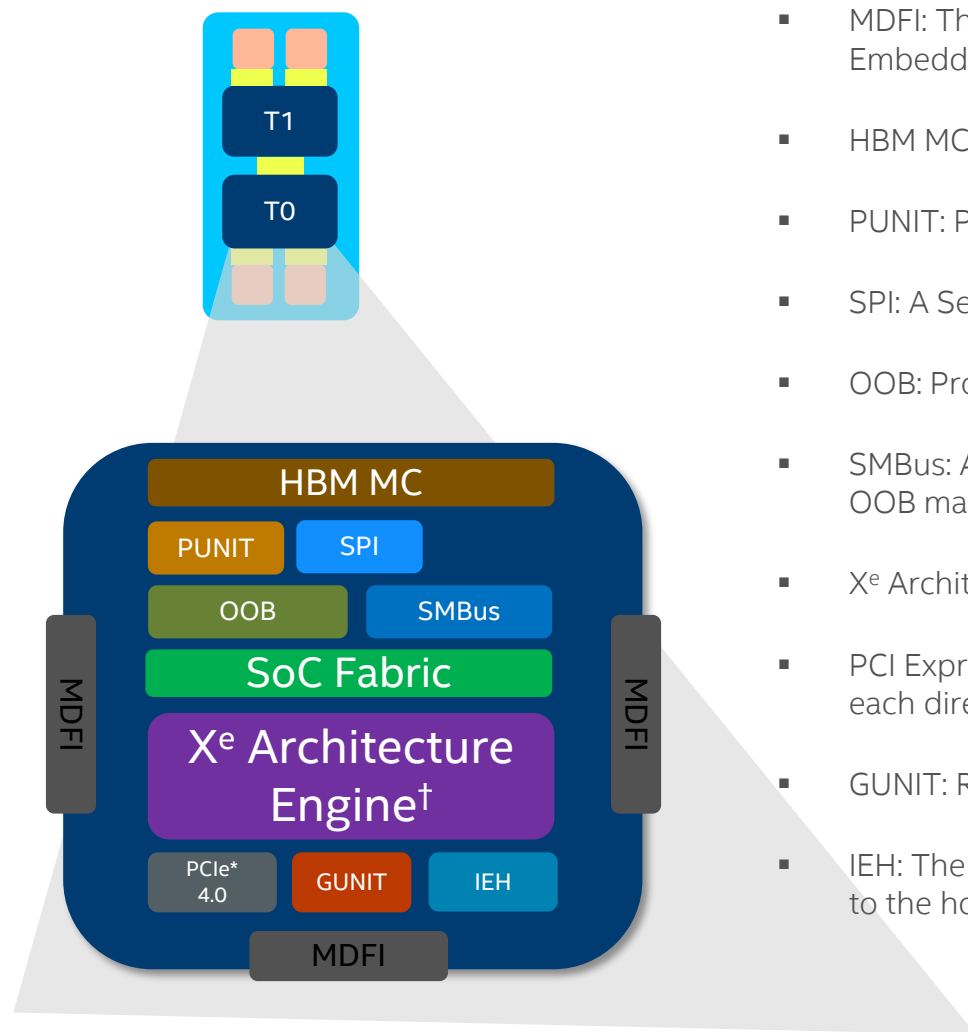 T1
T0
HBM MC
PUNIT
SPI
OOB
SMBus
SoC Fabric
Xᵉ Architecture
Engine†
PCIe*
4.0
GUNIT
IEH
MDFI
MDFI
MDFI
▪ MDFI: Th
Embedd
▪ HBM MC
▪ PUNIT: P
▪ SPI: A Se
▪ OOB: Pro
▪ SMBus: A
OOB ma
▪ Xᵉ Archit
▪ PCI Expr
each dire
▪ GUNIT: R
▪ IEH: The
to the ho